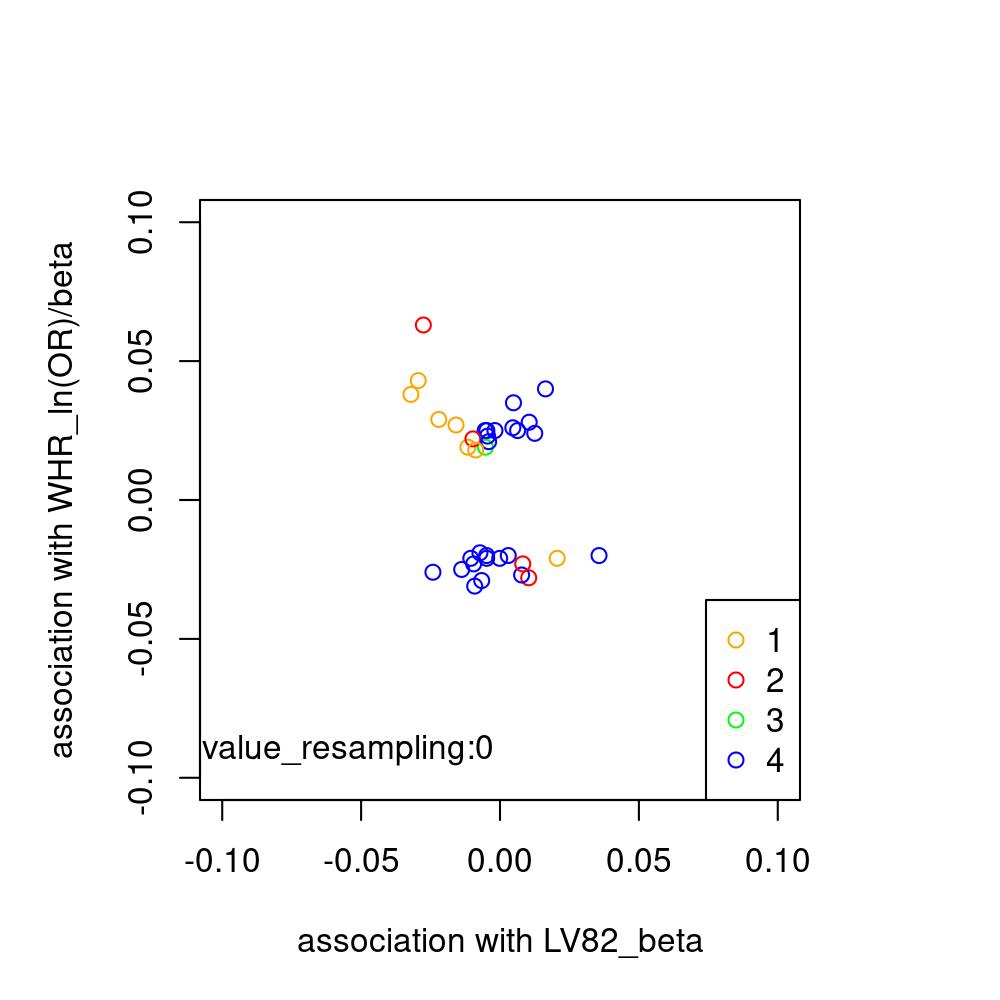 association with WHR_ln(OR)/beta
0.10
0.05
0.00
-0.05
-0.10
1
2
3
4
value_resampling:0
-0.10 -0.05 0.00 0.05 0.10
association with LV82_beta